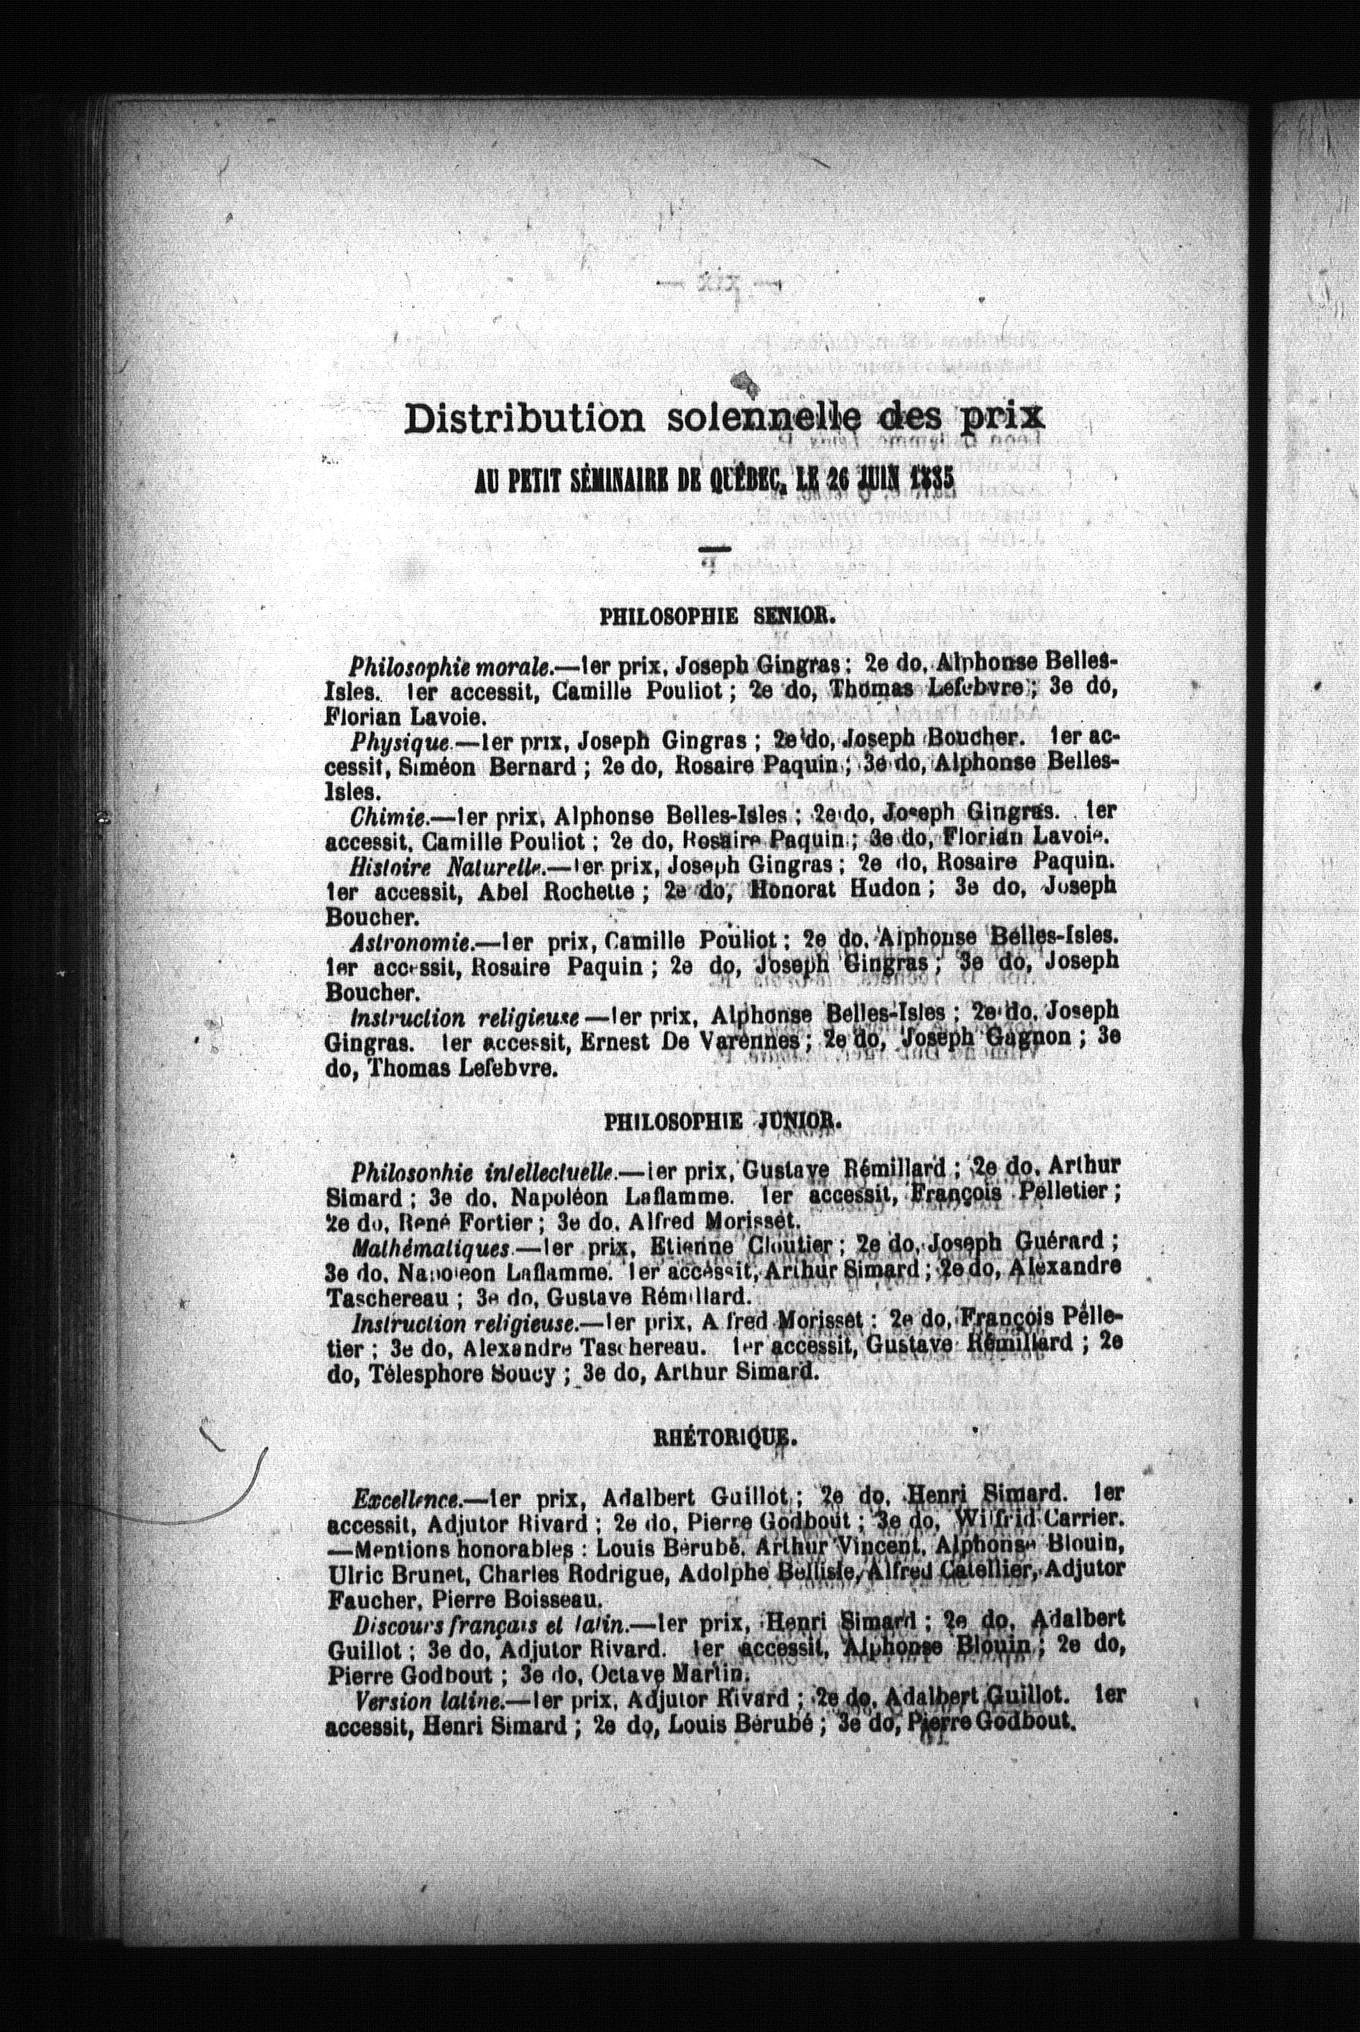 Distribution solennelle des prix
AU PETIT SÉMINAIRE DE QUÉBEC, LE 26 JUIN 1885
PHILOSOPHIE SENIOR.
Philosophie morale.—1er prix, Joseph Gingras ; 2e do, Alphonse Belles-
Isles. 1er accessit, Camille Pouliot ; 2e do, Thomas Lefebvre ; 3e do,
Florian Lavoie.
Physique.—1er prix, Joseph Gingras ; 2e do, Joseph Boucher. 1er ac-
cessit, Siméon Bernard ; 2e do, Rosaire Paquin ; 3e do, Alphonse Belles-
Isles.
Chimie.—1er prix, Alphonse Belles-Isles ; 2e do, Joseph Gingras. 1er
accessit, Camille Pouliot ; 2e do, Rosaire Paquin ; 3e do, Florian Lavoie.
Histoire Naturelle.—1er prix, Joseph Gingras ; 2e do, Rosaire Paquin.
1er accessit, Abel Rochette ; 2e do, Honorat Hudon ; 3e do, Joseph
Boucher.
Astronomie.—1er prix, Camille Pouliot ; 2e do, Alphonse Belles-Isles.
1er accessit, Rosaire Paquin ; 2e do, Joseph Gingras ; 3e do, Joseph
Boucher.
Instruction religieuse—1er prix, Alphonse Belles-Isles ; 2e do, Joseph
Gingras. 1er accessit, Ernest De Varennes ; 2e do, Joseph Gagnon ; 3e
do, Thomas Lefebvre.
PHILOSOPHIE JUNIOR.
Philosophie intellectuelle.—1er prix, Gustave Rémillard ; 2e do, Arthur
Simard ; 3e do, Napoléon Laflamme. 1er accessit, François Pelletier ;
2e do, René Fortier ; 3e do, Alfred Morisset.
Mathématiques.—1er prix, Etienne Cloutier ; 2e do, Joseph Guérard ;
3e do, Napoléon Laflamme. 1er accessit, Arthur Simard ; 2e do, Alexandre
Taschereau ; 3e do, Gustave Rémillard.
Instruction religieuse.—1er prix, Alfred Morisset ; 2e do, François Pelle-
tier ; 3e do, Alexandre Taschereau. 1er accessit, Gustave Rémillard ; 2e
do, Télesphore Soucy ; 3e do, Arthur Simard.
RHÉTORIQUE.
Excellence.—1er prix, Adalbert Guillot ; 2e do, Henri Simard. 1er
accessit, Adjutor Rivard ; 2e do, Pierre Godbout ; 3e do, Wilfrid Carrier.
—Mentions honorables : Louis Bérubé, Arthur Vincent, Alphonse Blouin,
Ulric Brunet, Charles Rodrigue, Adolphe Bellisle, Alfred Catellier, Adjutor
Faucher, Pierre Boisseau.
Discours français et latin.—1er prix, Henri Simard ; 2e do, Adalbert
Guillot ; 3e do, Adjutor Rivard. 1er accessit, Alphonse Blouin ; 2e do,
Pierre Godbout ; 3e do, Octave Martin.
Version latine.—1er prix, Adjutor Rivard ; 2e do, Adalbert Guillot. 1er
accessit, Henri Simard ; 2e do, Louis Bérubé ; 3e do, Pierre Godbout.